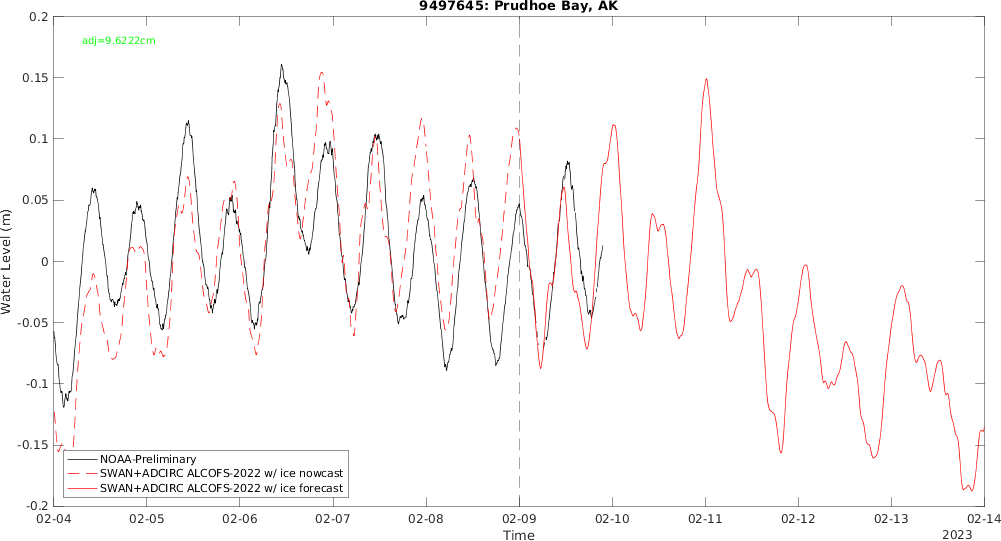 9497645: Prudhoe Bay, AK
adj=9.6222cm
0.2
0.15
0.1
0.05
0
-0.05
-0.1
-0.15
-0.2
Water Level (m)
NOAA-Preliminary
SWAN+ADCIRC ALCOFS-2022 w/ ice nowcast
SWAN+ADCIRC ALCOFS-2022 w/ ice forecast
02-04 02-05 02-06 02-07 02-08 02-09 02-10 02-11 02-12 02-13 02-14
Time
2023